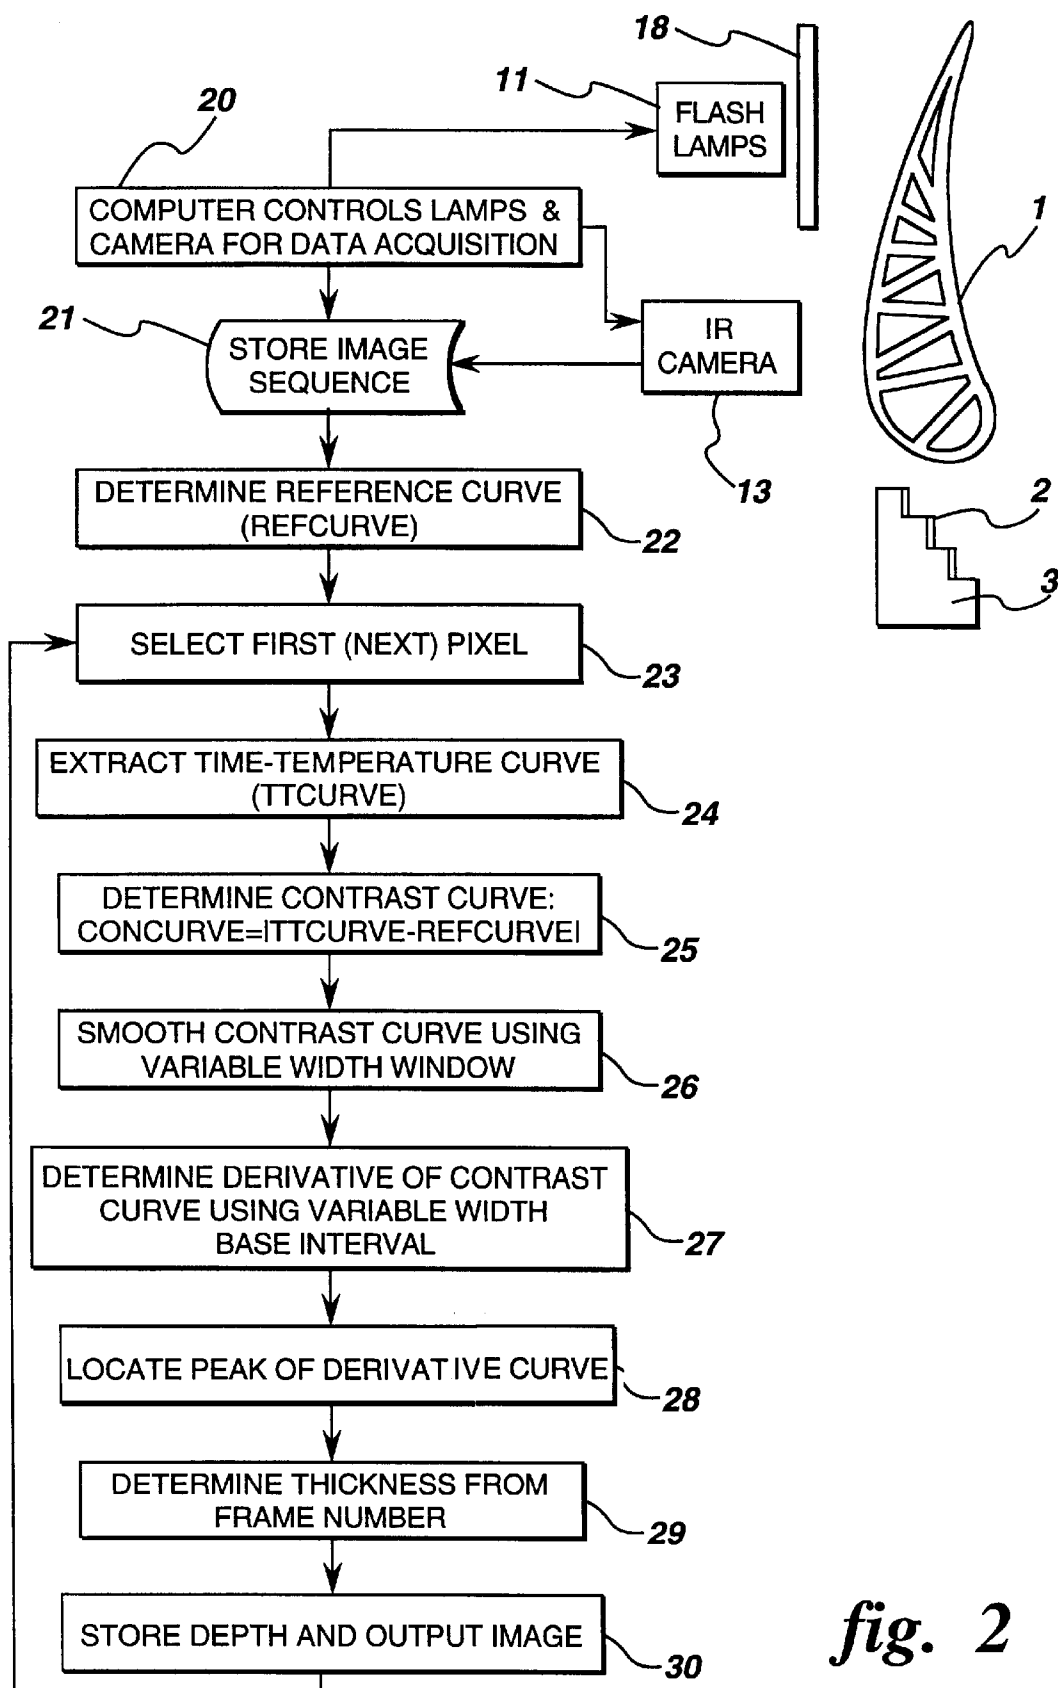 18
11
FLASH
LAMPS
20
COMPUTER CONTROLS LAMPS &
CAMERA FOR DATA ACQUISITION
1
21
STORE IMAGE
SEQUENCE
IR
CAMERA
13
DETERMINE REFERENCE CURVE
(REFCURVE)
22
2
3
SELECT FIRST (NEXT) PIXEL
23
EXTRACT TIME-TEMPERATURE CURVE
(TTCURVE)
24
DETERMINE CONTRAST CURVE:
CONCURVE=|TTCURVE-REFCURVE|
25
SMOOTH CONTRAST CURVE USING
VARIABLE WIDTH WINDOW
26
DETERMINE DERIVATIVE OF CONTRAST
CURVE USING VARIABLE WIDTH
BASE INTERVAL
27
LOCATE PEAK OF DERIVATIVE CURVE
28
DETERMINE THICKNESS FROM
FRAME NUMBER
29
STORE DEPTH AND OUTPUT IMAGE
30
fig. 2